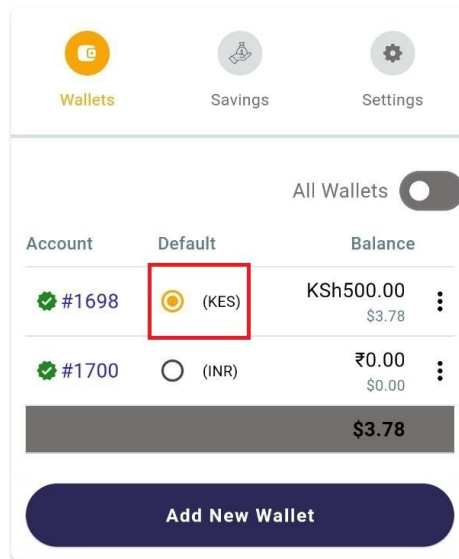 Wallets Savings Settings
All Wallets
Account Default Balance
#1698 (KES) KSh500.00
$3.78
#1700 (INR) ₹0.00
$0.00
$3.78
Add New Wallet